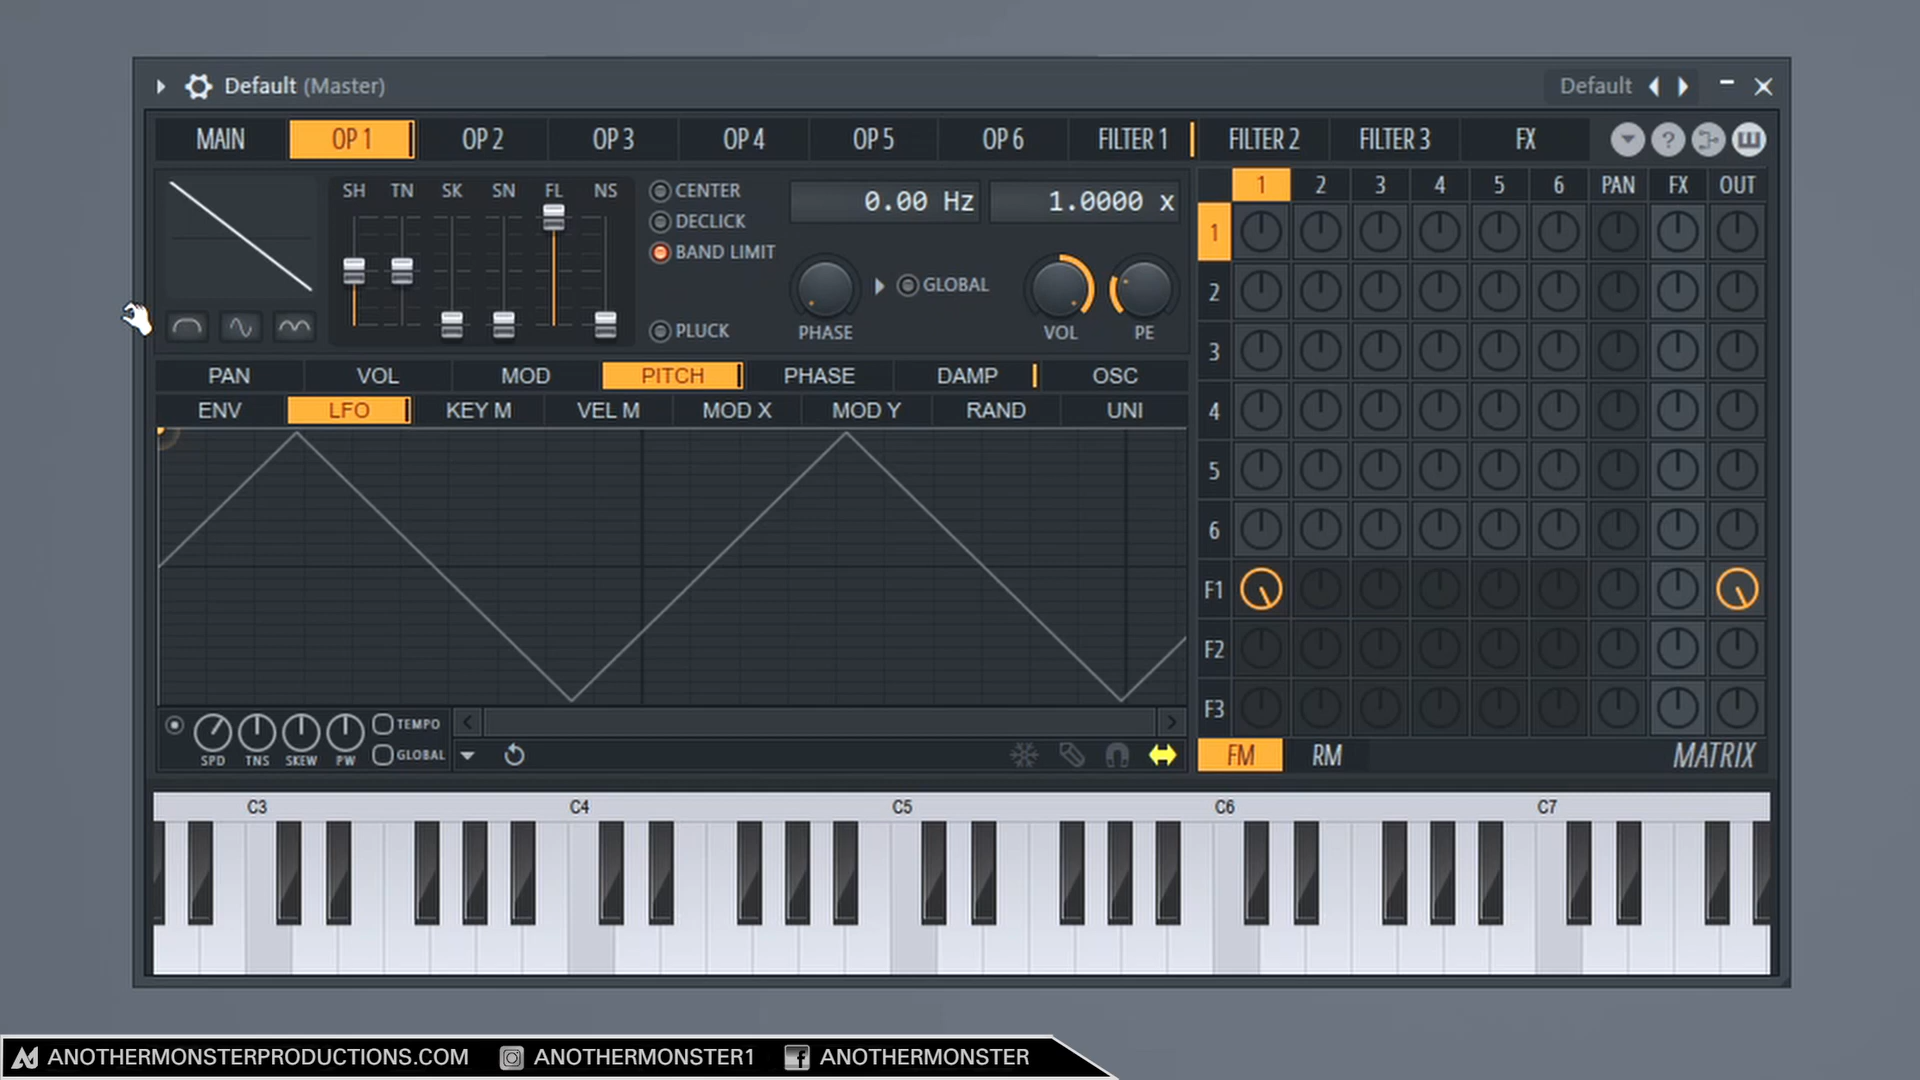 Default (Master)
Default
MAIN OP 1 OP 2 OP 3 OP 4 OP 5 OP 6 FILTER 1 FILTER 2 FILTER 3 FX
?
SH TN SK SN FL NS
CENTER
DECLICK
BAND LIMIT
PLUCK
0.00 Hz 1.0000 x
GLOBAL
PHASE VOL PE
PAN VOL MOD PITCH PHASE DAMP OSC
ENV LFO KEY M VEL M MOD X MOD Y RAND UNI
SPD TNS SKEW PW
TEMPO
GLOBAL
1 2 3 4 5 6 PAN FX OUT
1
2
3
4
5
6
F1
F2
F3
FM RM MATRIX
C3 C4 C5 C6 C7
ANOTHERMONSTERPRODUCTIONS.COM ANOTHERMONSTER1 ANOTHERMONSTER